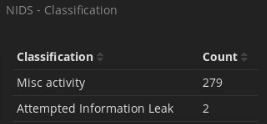 NIDS - Classification
Classification Count
Misc activity 279
Attempted Information Leak 2